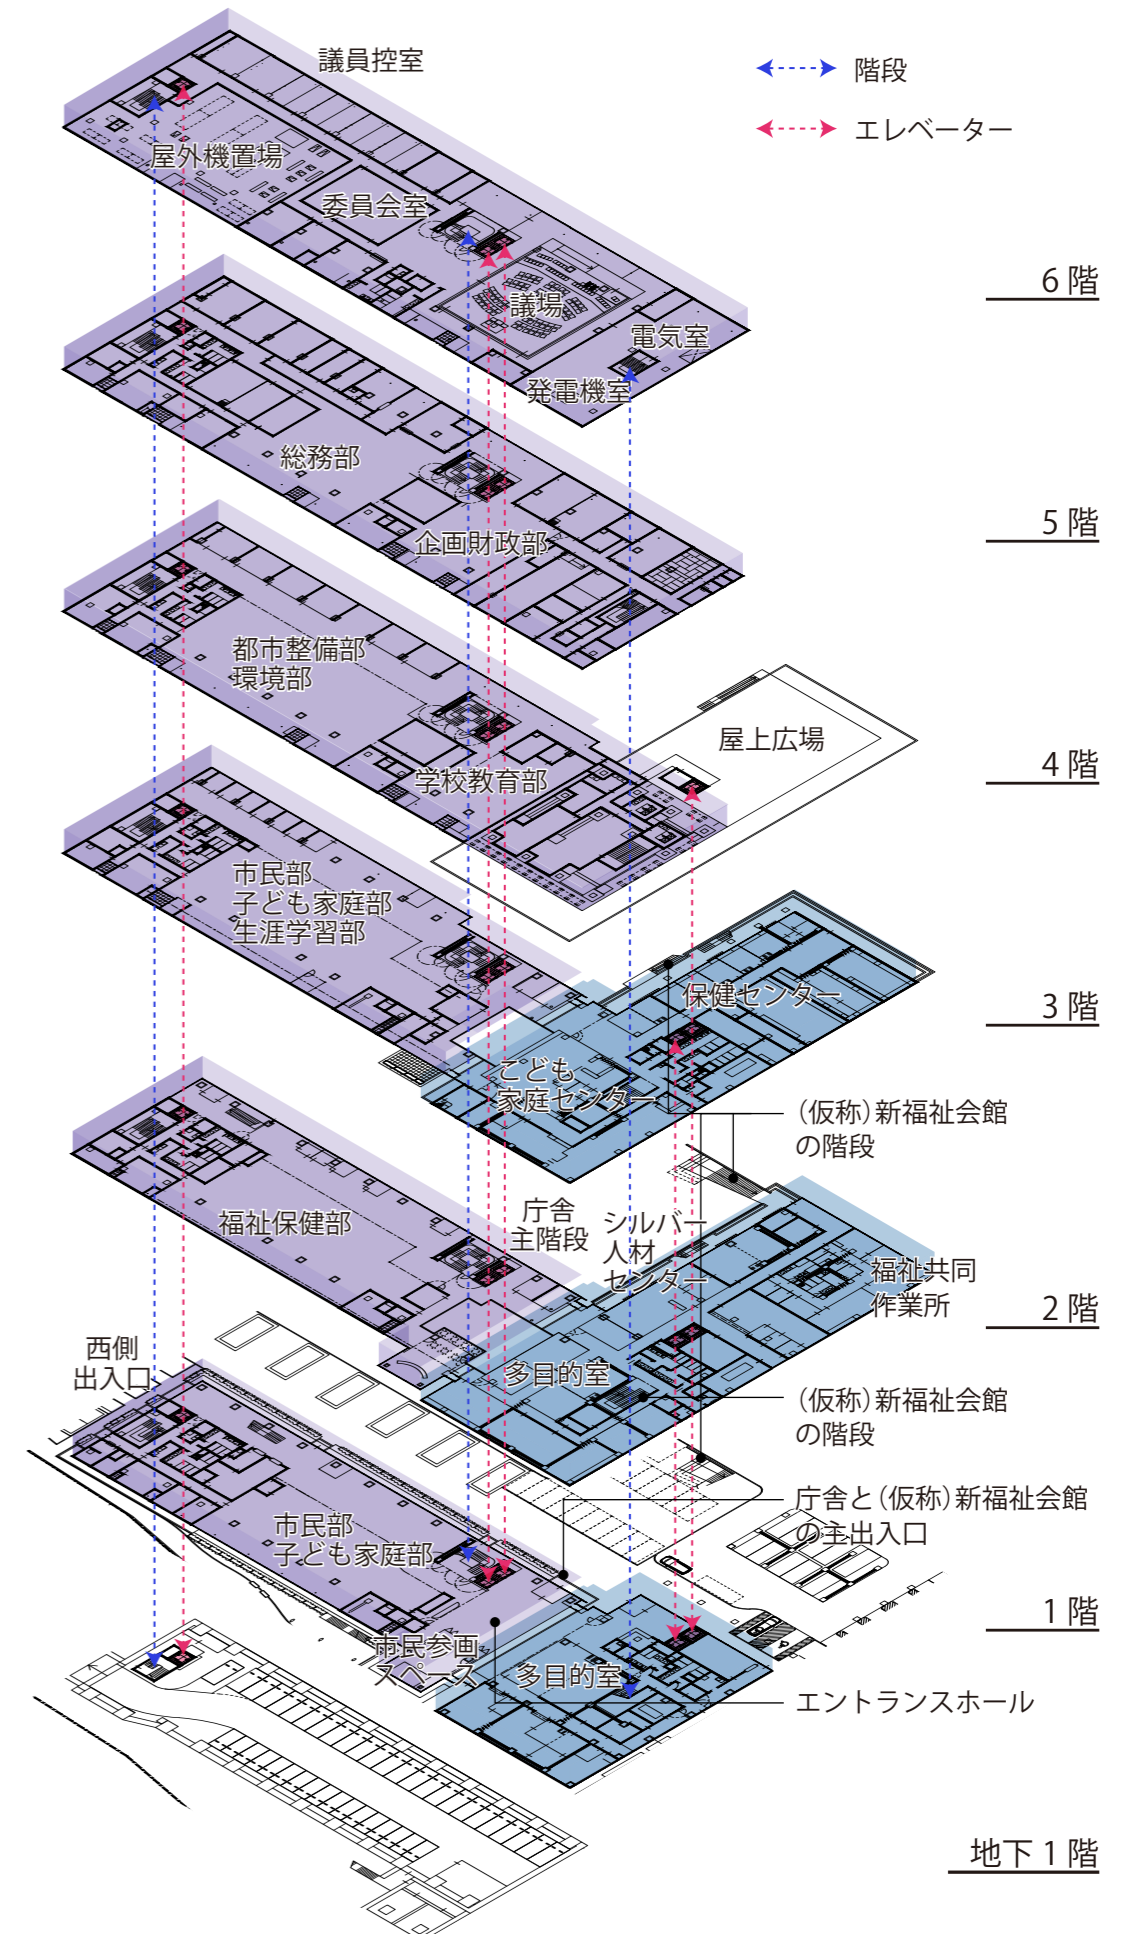 議員控室
階段
エレベーター
屋外機置場
委員会室
議場
電気室
発電機室
6 階
総務部
企画財政部
5 階
都市整備部
環境部
屋上広場
学校教育部
4 階
市民部
子ども家庭部
生涯学習部
保健センター
3 階
こども
家庭センター
(仮称)新福祉会館
の階段
福祉保健部
庁舎
主階段
シルバー
人材
センター
福祉共同
作業所
2 階
西側
出入口
多目的室
(仮称)新福祉会館
の階段
庁舎と(仮称)新福祉会館
の主出入口
市民部
子ども家庭部
1 階
市民参画
スペース
多目的室
エントランスホール
地下 1 階